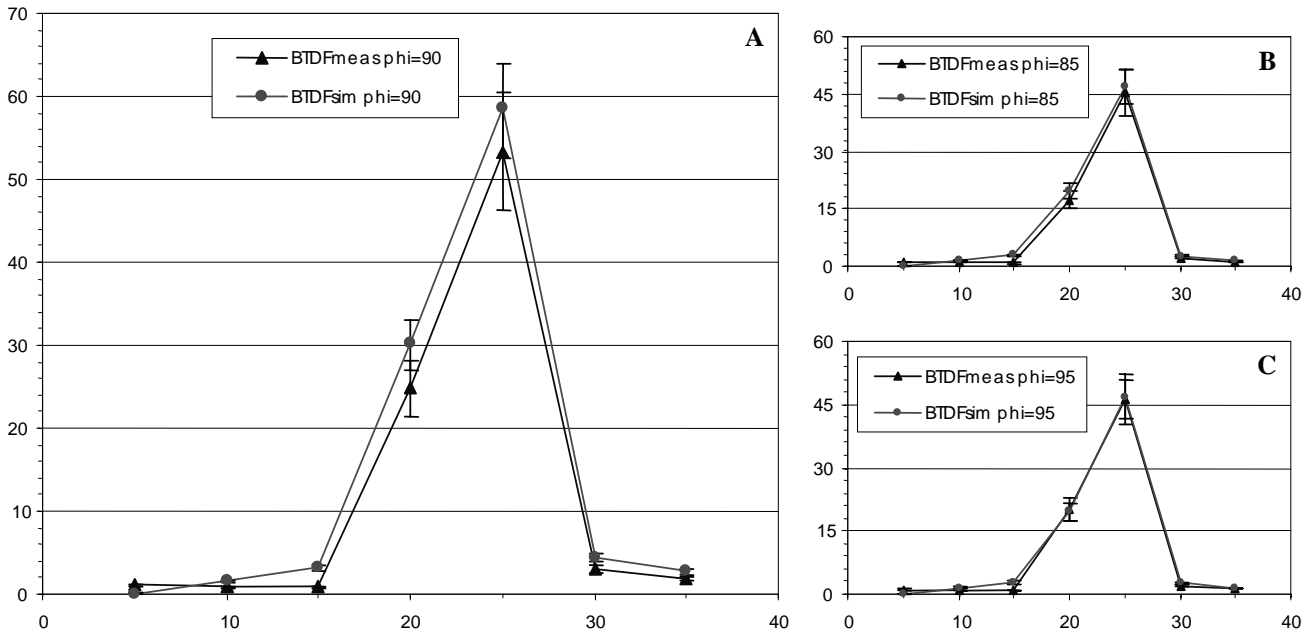 A
BTDFmeas phi=90
BTDFsim phi=90
70
60
50
40
30
20
10
0
0 10 20 30 40
B
BTDFmeas phi=85
BTDFsim phi=85
60
45
30
15
0
0 10 20 30 40
C
BTDFmeas phi=95
BTDFsim phi=95
60
45
30
15
0
0 10 20 30 40